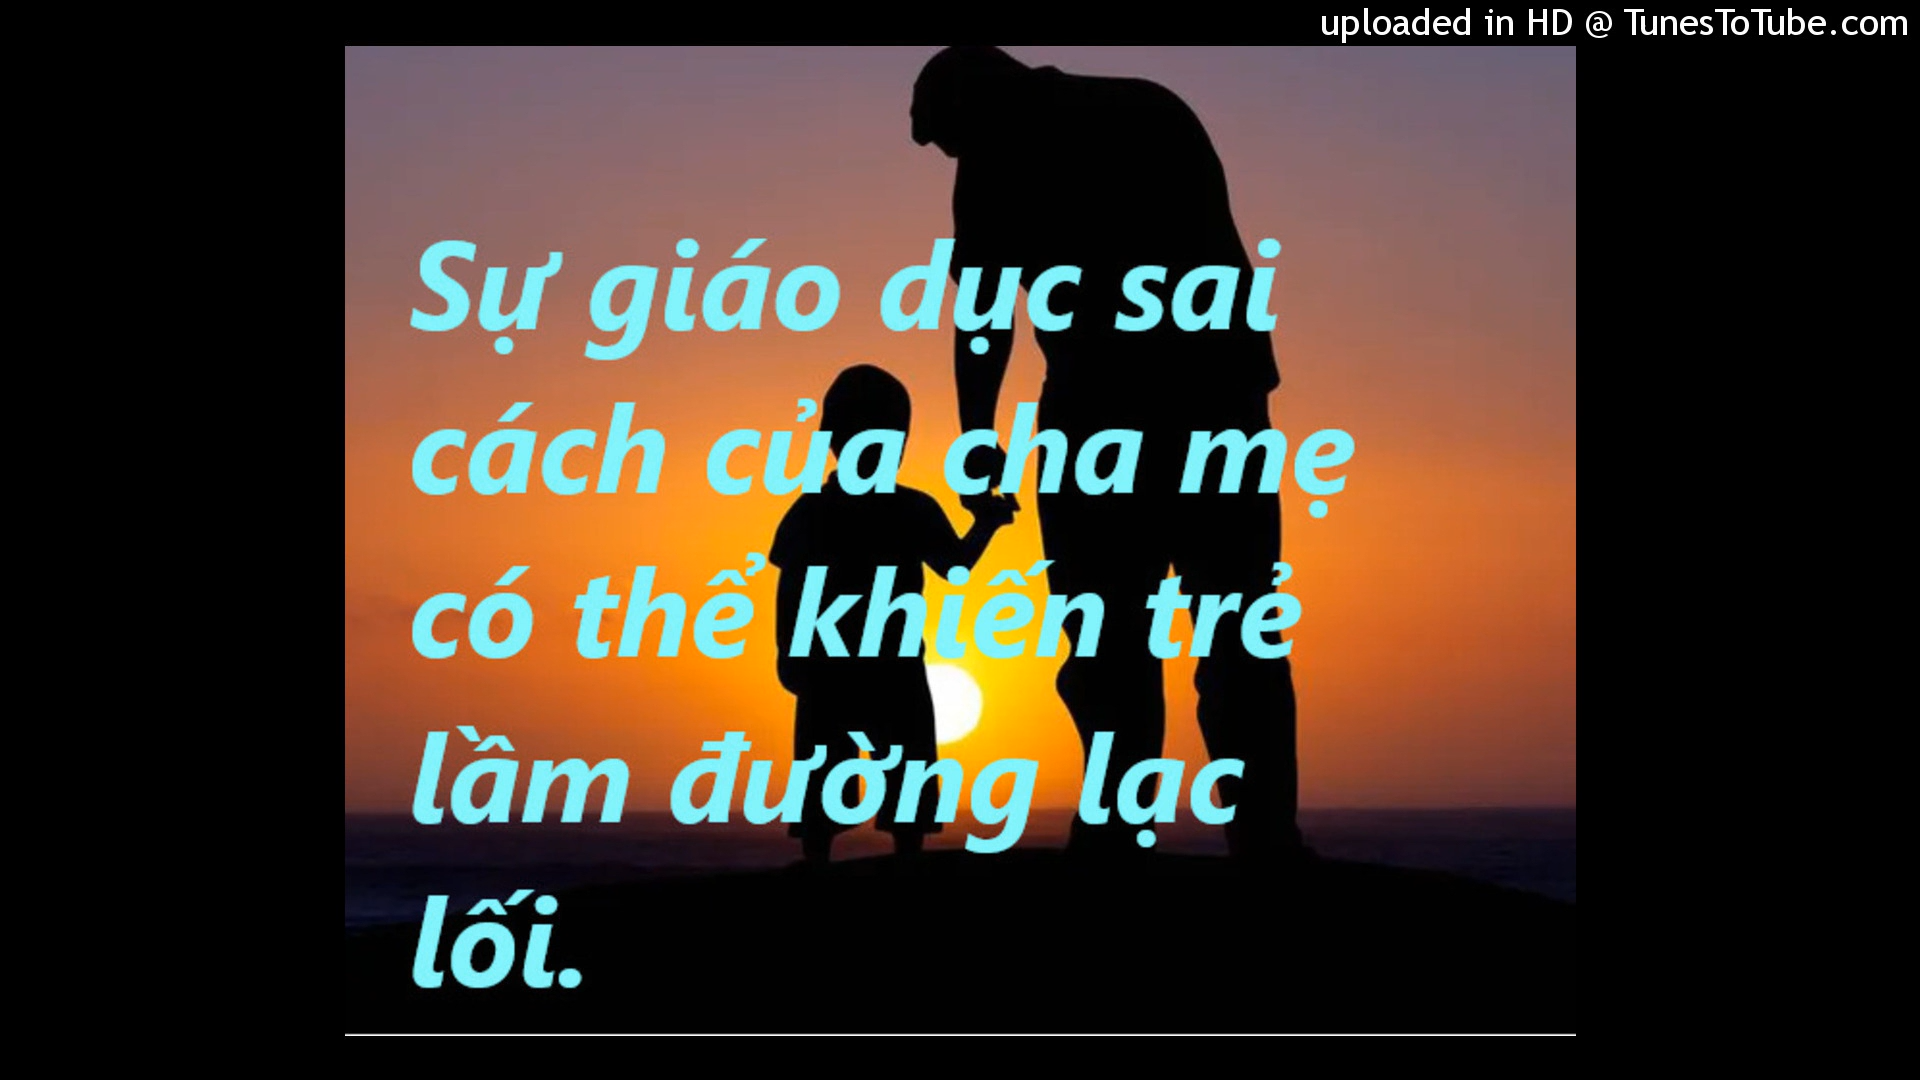 uploaded in HD @ TunesToTube.com
Sự giáo dục sai
cách của cha mẹ
có thể khiến trẻ
lầm đường lạc
lối.